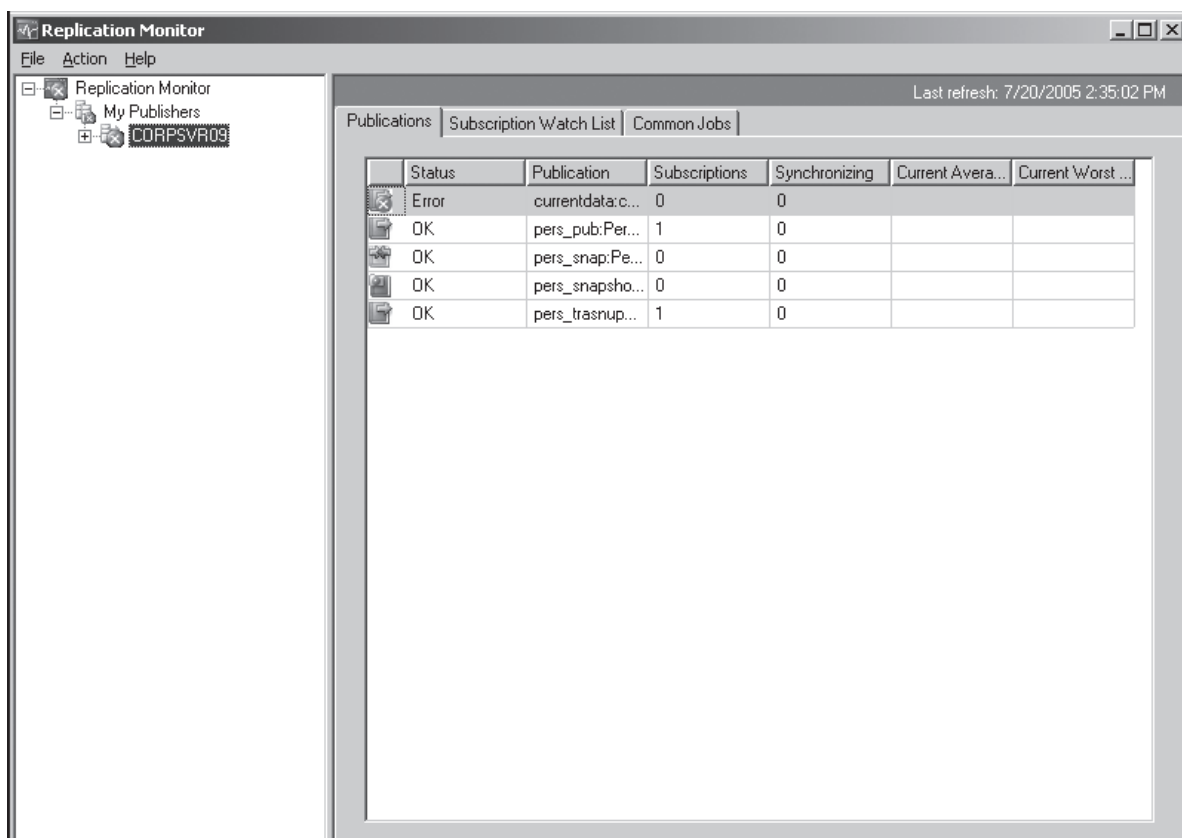 Replication Monitor
File Action Help
Replication Monitor
My Publishers
CORPSVR09
Last refresh: 7/20/2005 2:35:02 PM
Publications Subscription Watch List Common Jobs
Status Publication Subscriptions Synchronizing Current Avera... Current Worst ...
Error currentdata:c... 0 0
OK pers_pub:Per... 1 0
OK pers_snap:Pe... 0 0
OK pers_snapsho... 0 0
OK pers_trasnup... 1 0